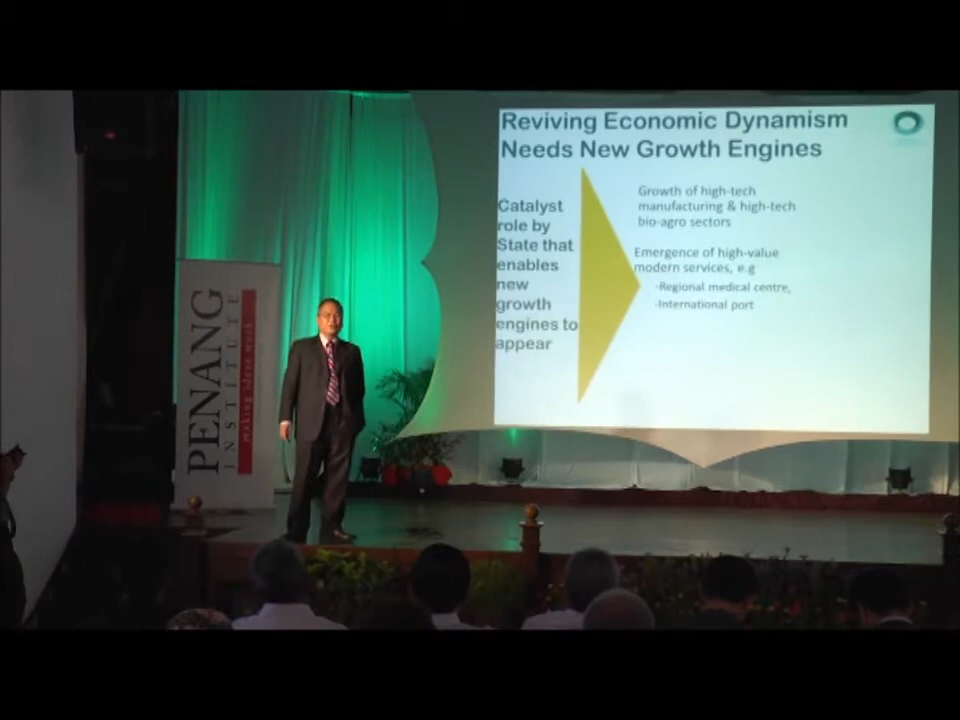 Reviving Economic Dynamism
Needs New Growth Engines
Catalyst
role by
State that
enables
new
growth
engines to
appear
Growth of high-tech
manufacturing & high-tech
bio-agro sectors
Emergence of high-value
modern services, e.g
-Regional medical centre,
-International port
PENANG
INSTITUTE
making ideas work